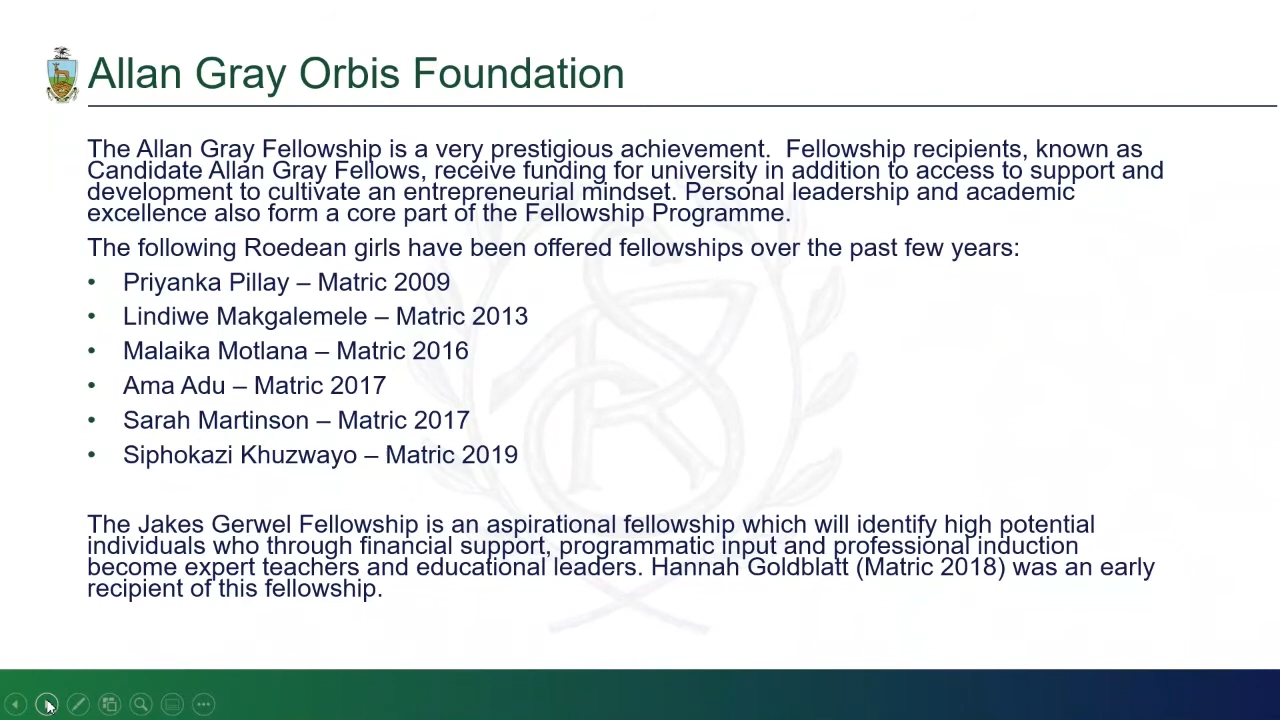 Allan Gray Orbis Foundation
The Allan Gray Fellowship is a very prestigious achievement.  Fellowship recipients, known as
Candidate Allan Gray Fellows, receive funding for university in addition to access to support and
development to cultivate an entrepreneurial mindset. Personal leadership and academic
excellence also form a core part of the Fellowship Programme.
The following Roedean girls have been offered fellowships over the past few years:
• Priyanka Pillay – Matric 2009
• Lindiwe Makgalemele – Matric 2013
• Malaika Motlana – Matric 2016
• Ama Adu – Matric 2017
• Sarah Martinson – Matric 2017
• Siphokazi Khuzwayo – Matric 2019
The Jakes Gerwel Fellowship is an aspirational fellowship which will identify high potential
individuals who through financial support, programmatic input and professional induction
become expert teachers and educational leaders. Hannah Goldblatt (Matric 2018) was an early
recipient of this fellowship.